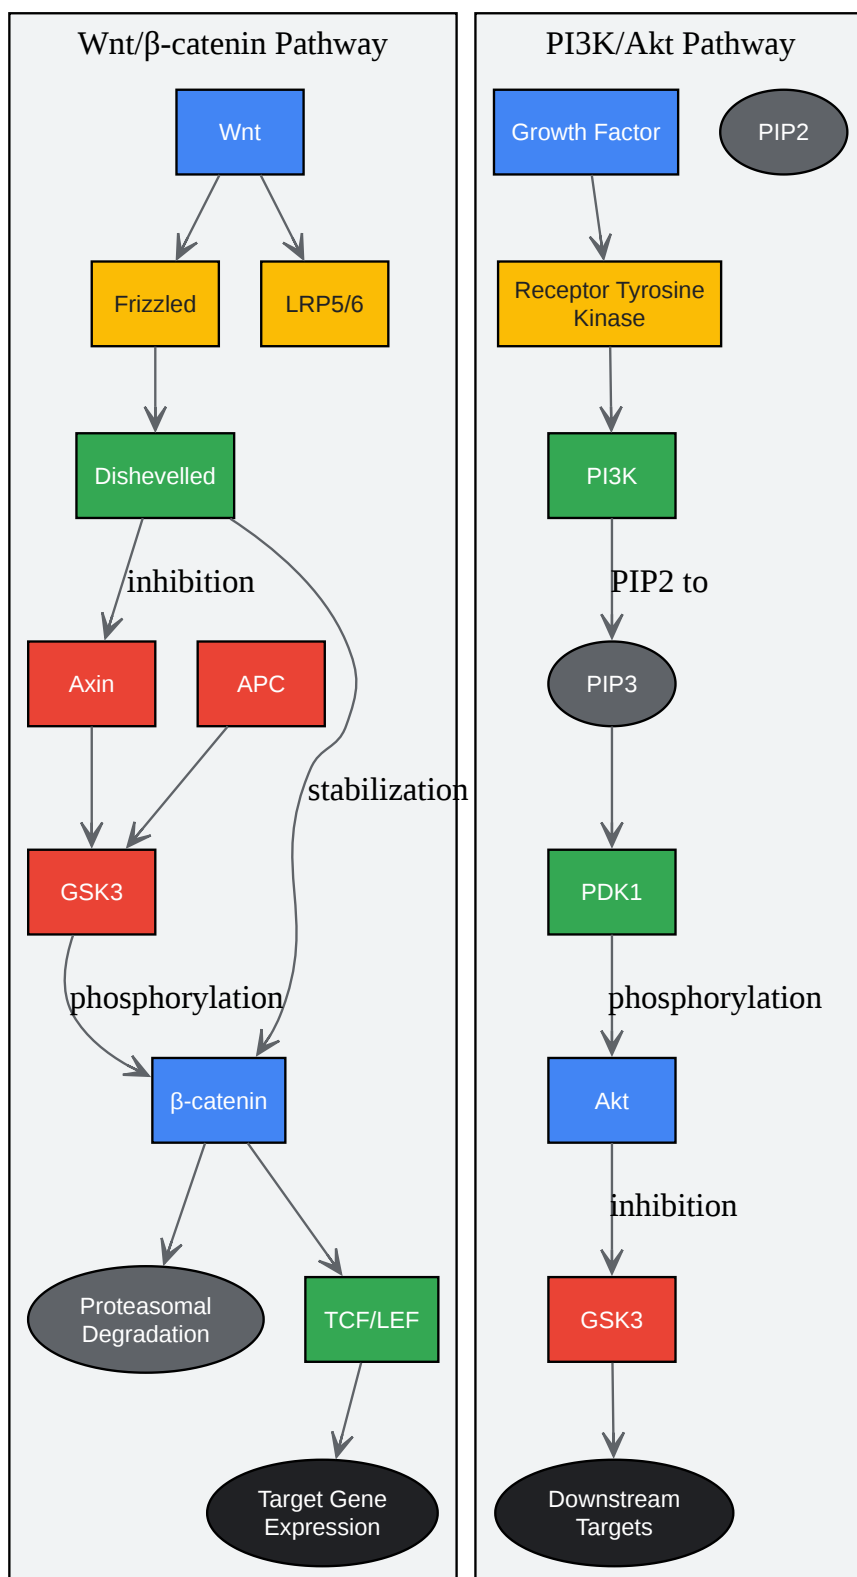 Wnt/β-catenin Pathway
Wnt
Frizzled
LRP5/6
Dishevelled
inhibition
Axin
APC
stabilization
GSK3
phosphorylation
β-catenin
Proteasomal
Degradation
TCF/LEF
Target Gene
Expression
PI3K/Akt Pathway
Growth Factor
PIP2
Receptor Tyrosine
Kinase
PI3K
PIP2 to
PIP3
PDK1
phosphorylation
Akt
inhibition
GSK3
Downstream
Targets